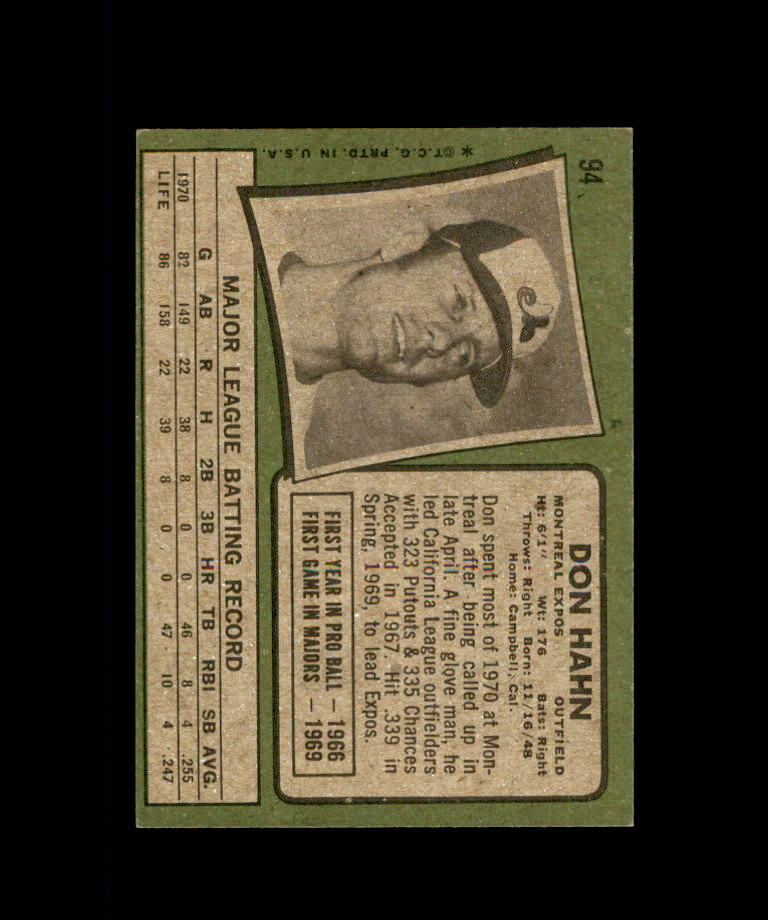 94
DON HAHN
MONTREAL EXPOS OUTFIELD
Ht: 6'1" Wt: 176 Bats: Right
Throws: Right Born: 11/16/48
Home: Campbell, Cal.
Don spent most of 1970 at Mon-
treal after being called up in
late April. A fine glove man, he
led California League outfielders
with 323 Putouts & 335 Chances
Accepted in 1967. Hit .339 in
Spring, 1969, to lead Expos.
FIRST YEAR IN PRO BALL – 1966
FIRST GAME IN MAJORS – 1969
MAJOR LEAGUE BATTING RECORD
G AB R H 2B 3B HR TB RBI SB AVG.
1970 82 149 22 38 8 0 0 46 8 4 .255
LIFE 86 158 22 39 8 0 0 47 10 4 .247
* ©T.C.G. PRTD. IN U.S.A.